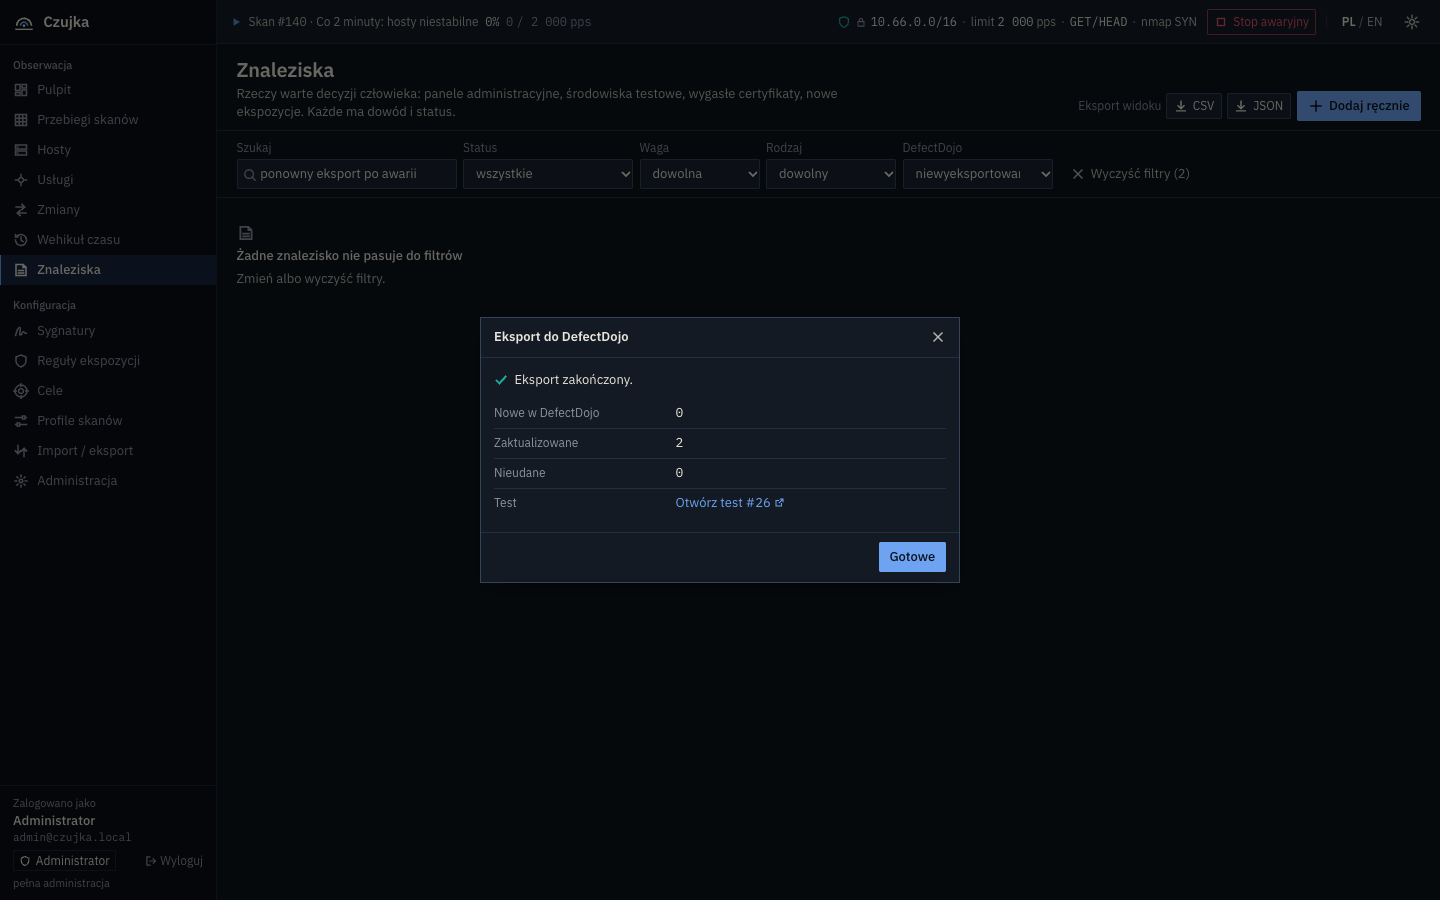 Czujka
Skan #140 · Co 2 minuty: hosty niestabilne 0% 0 / 2 000 pps
10.66.0.0/16 · limit 2 000 pps · GET/HEAD · nmap SYN
Stop awaryjny
PL / EN
Obserwacja
Pulpit
Przebiegi skanów
Hosty
Usługi
Zmiany
Wehikuł czasu
Znaleziska
Konfiguracja
Sygnatury
Reguły ekspozycji
Cele
Profile skanów
Import / eksport
Administracja
Zalogowano jako
Administrator
admin@czujka.local
Administrator
Wyloguj
pełna administracja
Znaleziska
Rzeczy warte decyzji człowieka: panele administracyjne, środowiska testowe, wygasłe certyfikaty, nowe
ekspozycje. Każde ma dowód i status.
Eksport widoku
CSV
JSON
Dodaj ręcznie
Szukaj
ponowny eksport po awarii
Status
wszystkie
Waga
dowolna
Rodzaj
dowolny
DefectDojo
niewyeksportowan
Wyczyść filtry (2)
Żadne znalezisko nie pasuje do filtrów
Zmień albo wyczyść filtry.
Eksport do DefectDojo
Eksport zakończony.
Nowe w DefectDojo 0
Zaktualizowane 2
Nieudane 0
Test Otwórz test #26
Gotowe